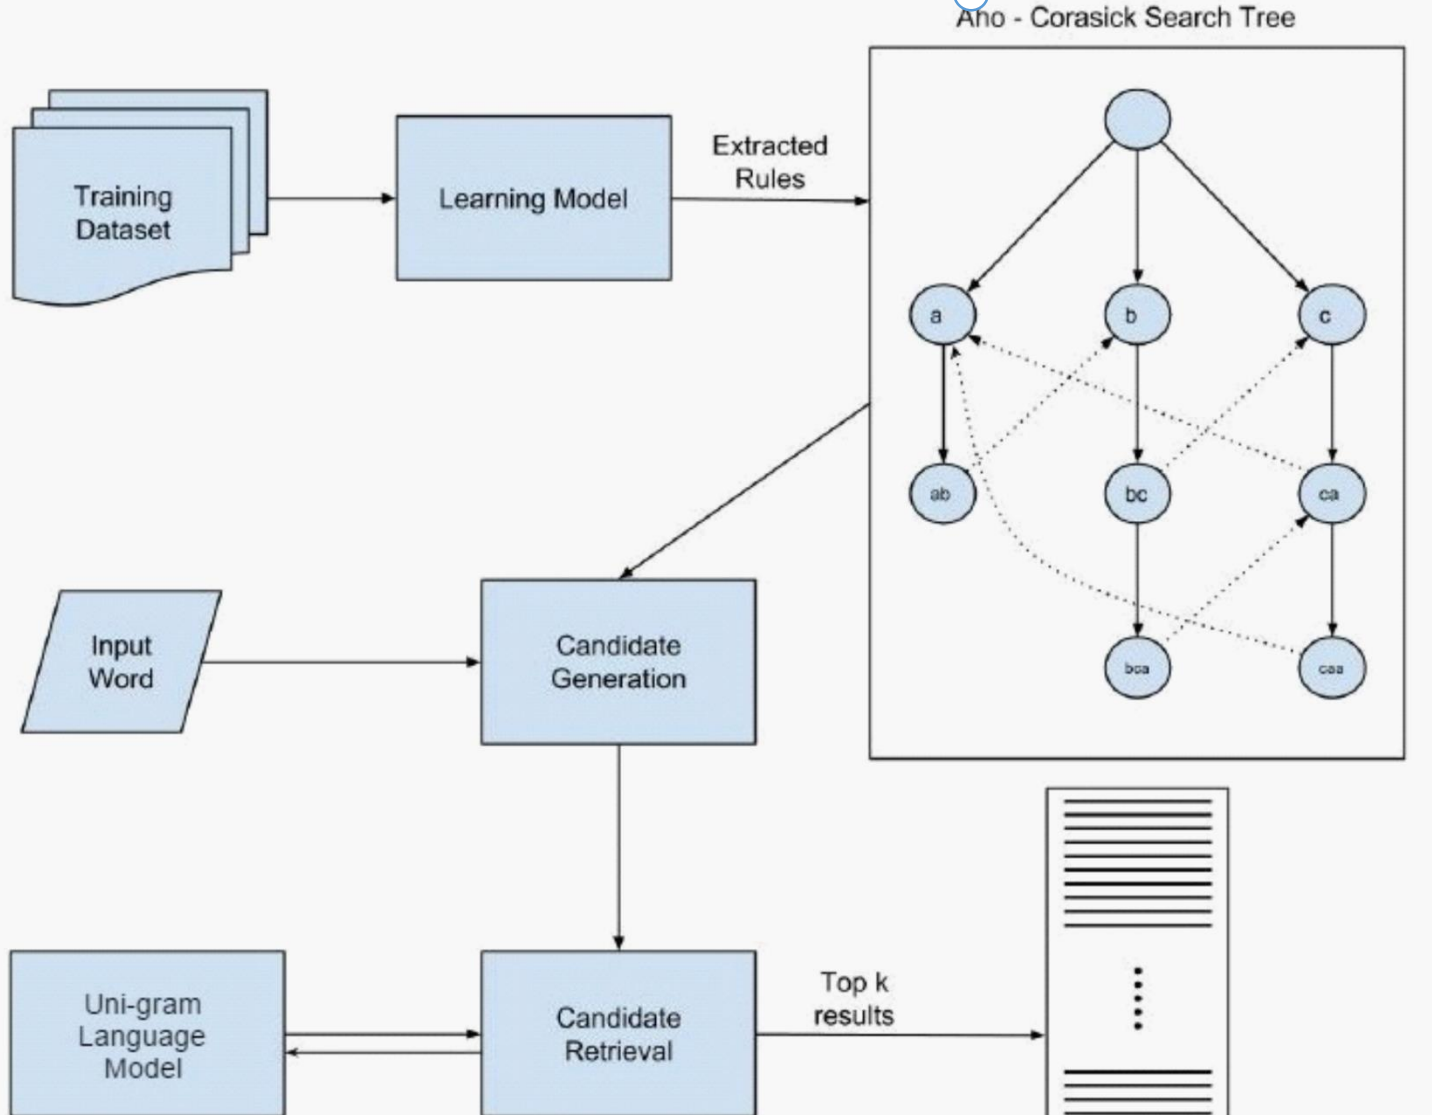 Aho - Corasick Search Tree
Training
Dataset
Learning Model
Extracted
Rules
a
b
c
ab
bc
ca
bca
caa
Input
Word
Candidate
Generation
Uni-gram
Language
Model
Candidate
Retrieval
Top k
results